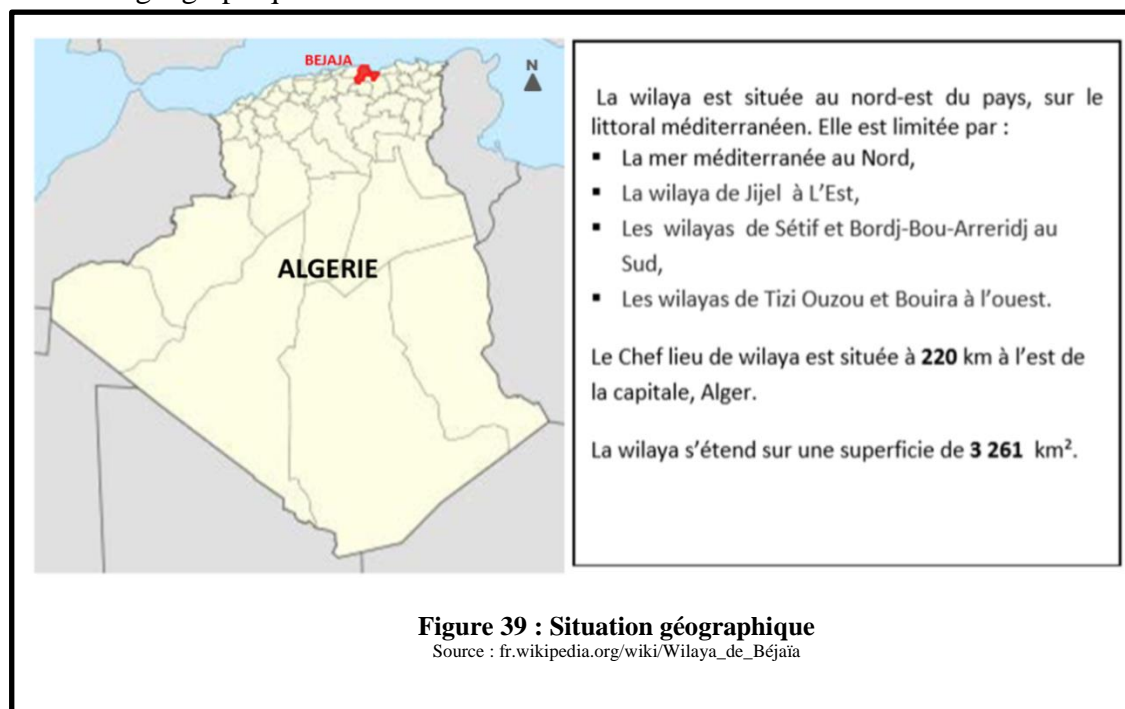 BEJAJA
N
ALGERIE
La wilaya est située au nord-est du pays, sur le
littoral méditerranéen. Elle est limitée par :
▪ La mer méditerranée au Nord,
▪ La wilaya de Jijel à L'Est,
▪ Les wilayas de Sétif et Bordj-Bou-Arreridj au
Sud,
▪ Les wilayas de Tizi Ouzou et Bouira à l'ouest.
Le Chef lieu de wilaya est située à 220 km à l'est de
la capitale, Alger.
La wilaya s'étend sur une superficie de 3 261 km².
Figure 39 : Situation géographique
Source : fr.wikipedia.org/wiki/Wilaya_de_Béjaïa